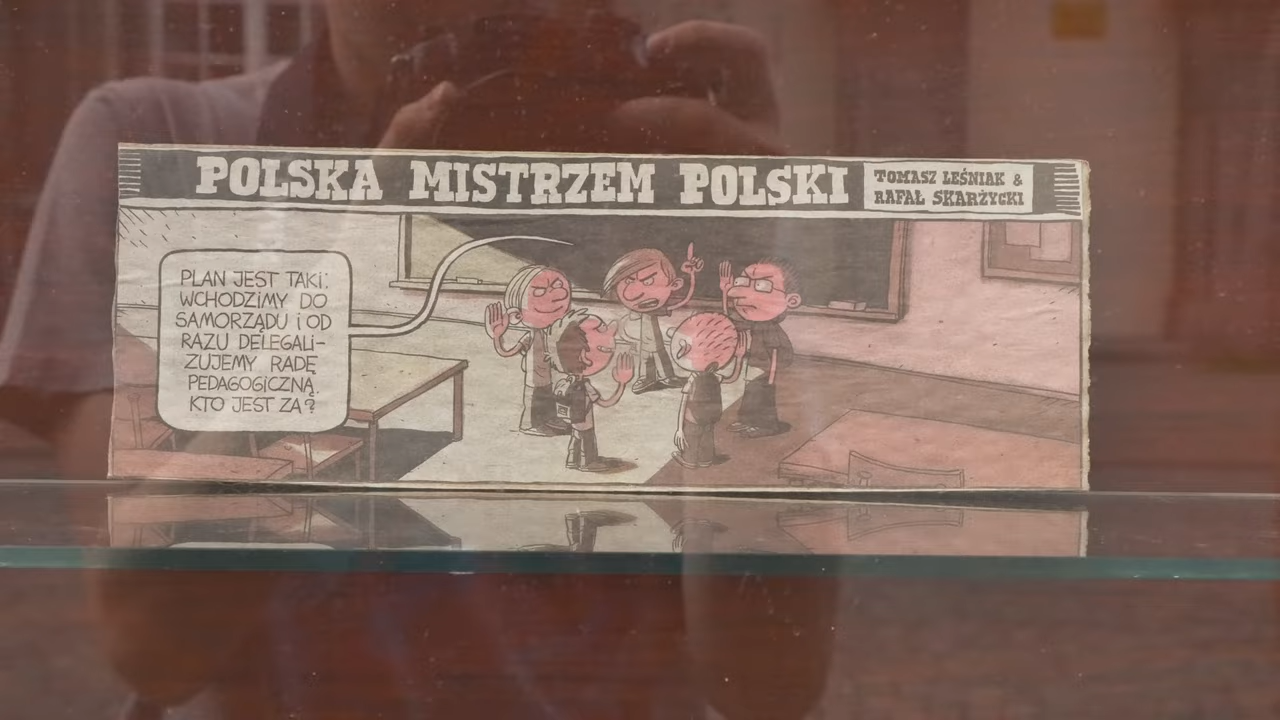 POLSKA MISTRZEM POLSKI
TOMASZ LEŚNIAK &
RAFAŁ SKARŻYCKI
PLAN JEST TAKI:
WCHODZIMY DO
SAMORZĄDU i OD
RAZU DELEGALI-
ZUJEMY RADĘ
PEDAGOGICZNĄ.
KTO JEST ZA?